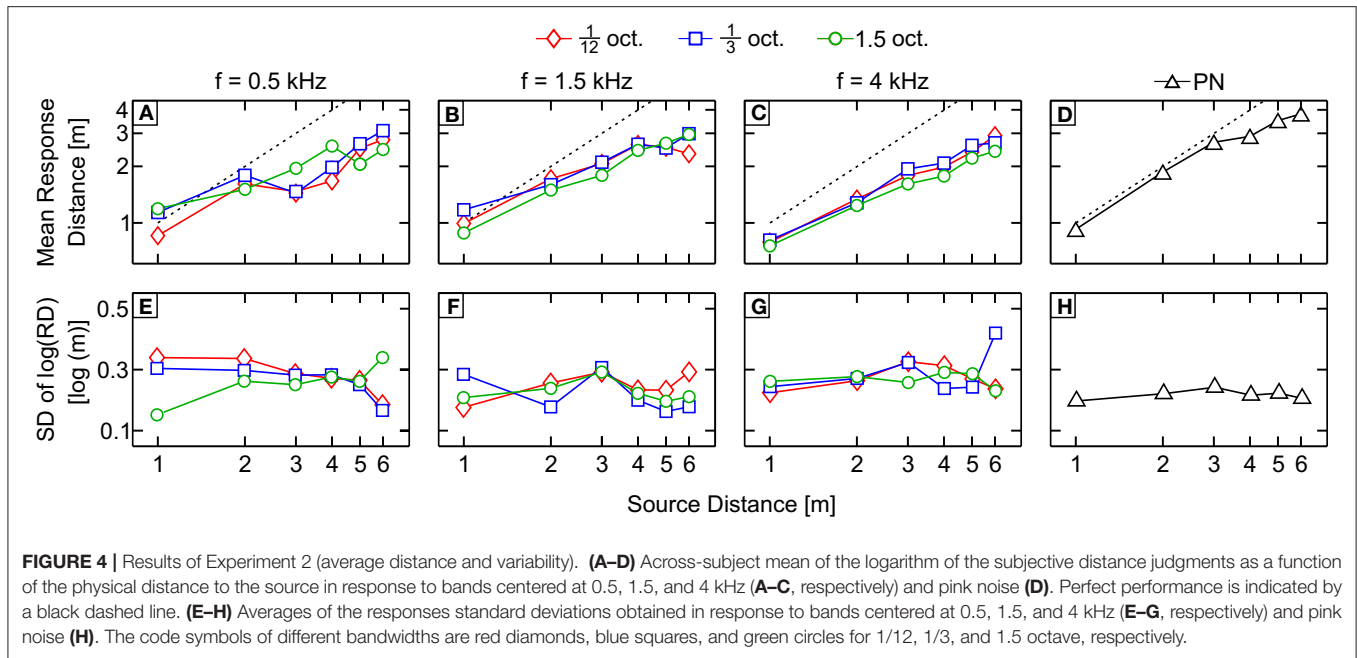 1/12 oct. 1/3 oct. 1.5 oct.
f = 0.5 kHz f = 1.5 kHz f = 4 kHz PN
A B C D
Mean Response
Distance [m]
4
3
2
1
E F G H
SD of log(RD)
[log (m)]
0.5
0.3
0.1
1 2 3 4 5 6 1 2 3 4 5 6 1 2 3 4 5 6 1 2 3 4 5 6
Source Distance [m]
FIGURE 4 | Results of Experiment 2 (average distance and variability). (A–D) Across-subject mean of the logarithm of the subjective distance judgments as a function
of the physical distance to the source in response to bands centered at 0.5, 1.5, and 4 kHz (A–C, respectively) and pink noise (D). Perfect performance is indicated by
a black dashed line. (E–H) Averages of the responses standard deviations obtained in response to bands centered at 0.5, 1.5, and 4 kHz (E–G, respectively) and pink
noise (H). The code symbols of different bandwidths are red diamonds, blue squares, and green circles for 1/12, 1/3, and 1.5 octave, respectively.